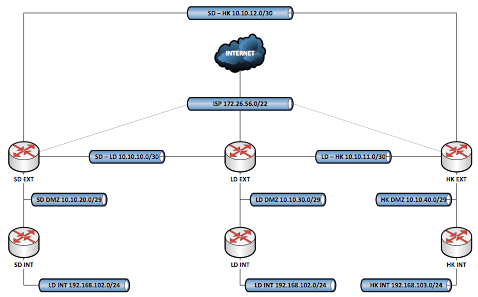 SD – HK 10.10.12.0/30
INTERNET
ISP 172.26.56.0/22
SD – LD 10.10.10.0/30
LD – HK 10.10.11.0/30
SD EXT
LD EXT
HK EXT
SD DMZ 10.10.20.0/29
LD DMZ 10.10.30.0/29
HK DMZ 10.10.40.0/29
SD INT
LD INT
HK INT
LD INT 192.168.102.0/24
LD INT 192.168.102.0/24
HK INT 192.168.103.0/24